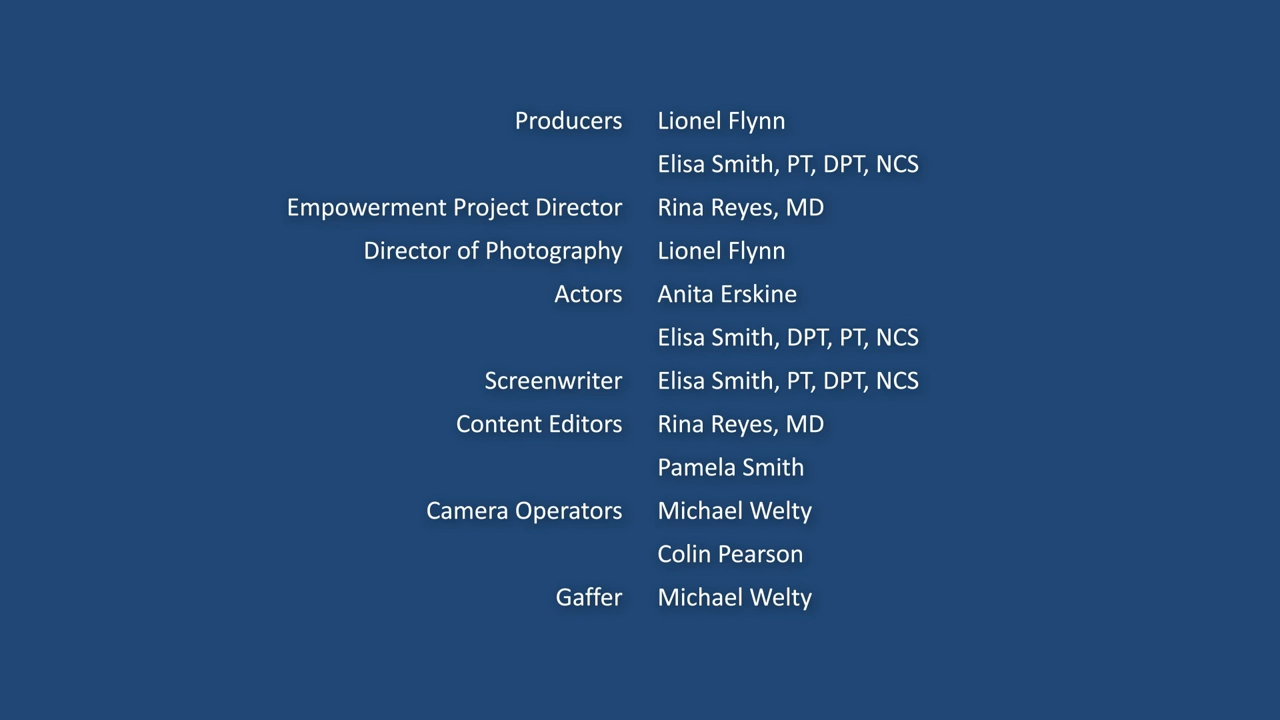 Producers Lionel Flynn
Elisa Smith, PT, DPT, NCS
Empowerment Project Director Rina Reyes, MD
Director of Photography Lionel Flynn
Actors Anita Erskine
Elisa Smith, DPT, PT, NCS
Screenwriter Elisa Smith, PT, DPT, NCS
Content Editors Rina Reyes, MD
Pamela Smith
Camera Operators Michael Welty
Colin Pearson
Gaffer Michael Welty